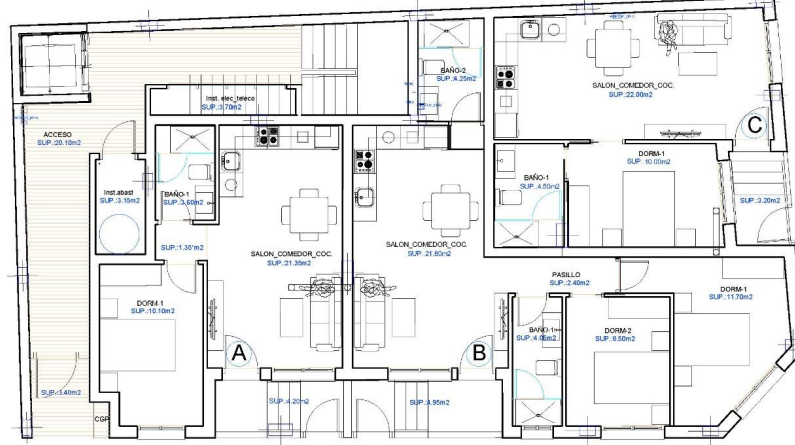 BAÑO-2
SUP.:4.25m2
SALON_COMEDOR_COC.
SUP.:22.00m2
Inst. elec_teleco
SUP.:3.70m2
ACCESO
SUP.:20.10m2
C
DORM-1
SUP.:10.00m2
Inst.abast
SUP.:3.15m2
BAÑO-1
SUP.:3.60m2
BAÑO-1
SUP.:4.50m2
SUP.:3.20m2
SUP.:1.35m2
SALON_COMEDOR_COC.
SUP.:21.35m2
SALON_COMEDOR_COC.
SUP.:21.80m2
PASILLO
SUP.:2.40m2
DORM-1
SUP.:11.70m2
DORM-1
SUP.:10.10m2
BAÑO-1
SUP.:4.05m2
DORM-2
SUP.:8.50m2
A
B
SUP.:3.40m2
SUP.:4.20m2
SUP.:4.95m2
CGP